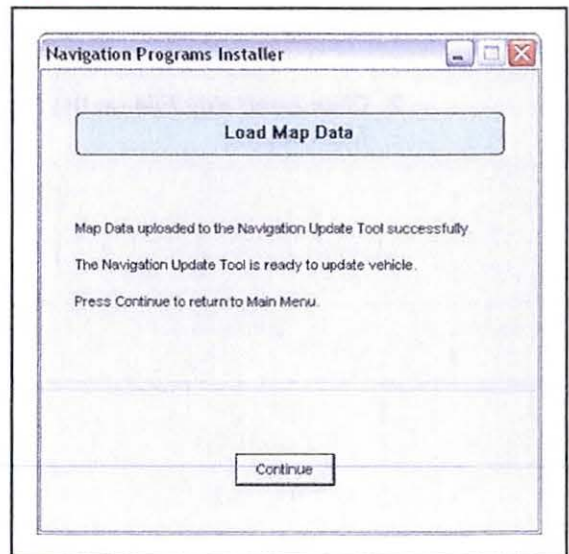 Navigation Programs Installer
Load Map Data
Map Data uploaded to the Navigation Update Tool successfully
The Navigation Update Tool is ready to update vehicle.
Press Continue to return to Main Menu.
Continue